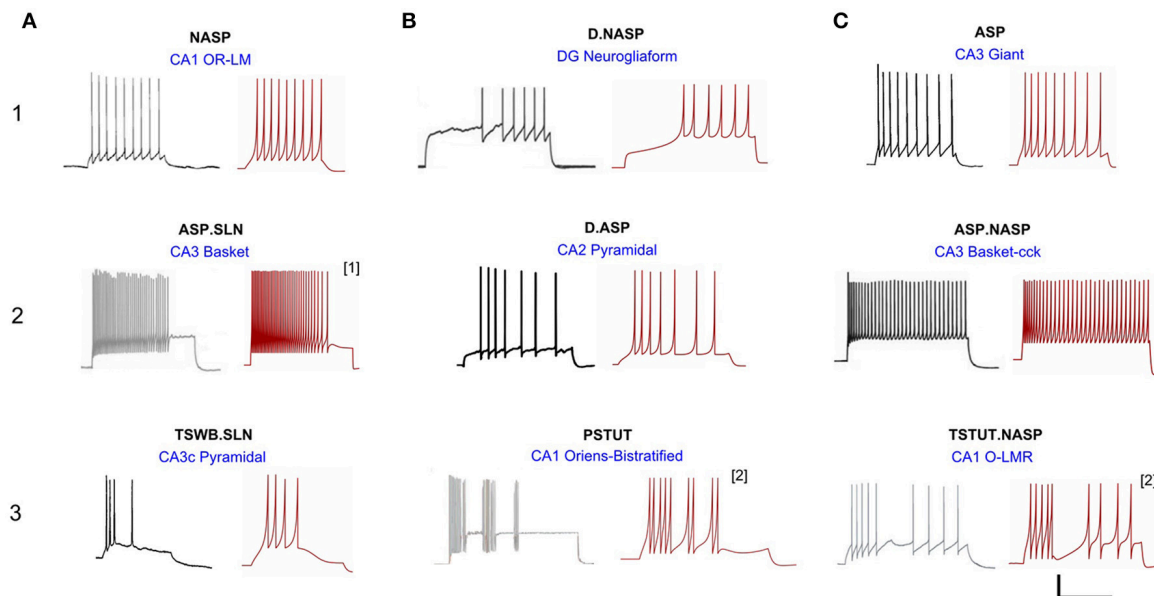 A
B
C
NASP
CA1 OR-LM
D.NASP
DG Neurogliaform
ASP
CA3 Giant
1
ASP.SLN
CA3 Basket
[1]
D.ASP
CA2 Pyramidal
ASP.NASP
CA3 Basket-cck
2
TSWB.SLN
CA3c Pyramidal
PSTUT
CA1 Oriens-Bistratified
[2]
TSTUT.NASP
CA1 O-LMR
[2]
3